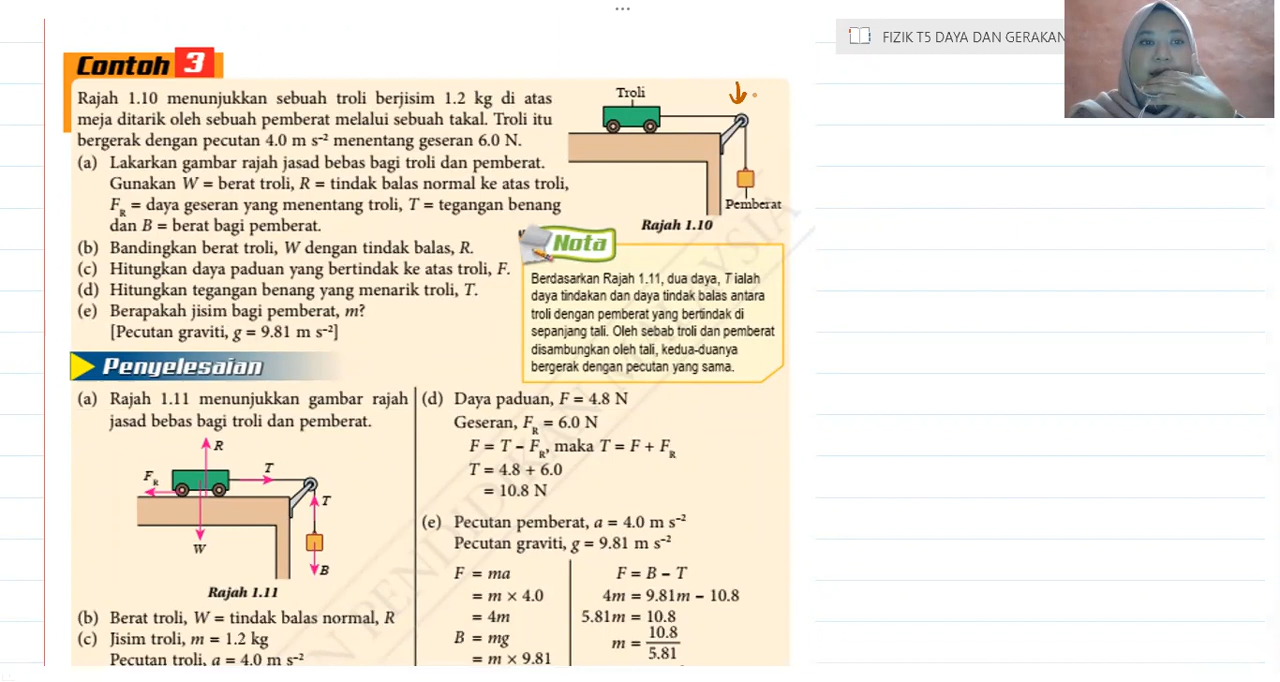 ...
FIZIK T5 DAYA DAN GERAKAN
Contoh 3
Rajah 1.10 menunjukkan sebuah troli berjisim 1.2 kg di atas
meja ditarik oleh sebuah pemberat melalui sebuah takal. Troli itu
bergerak dengan pecutan 4.0 m s⁻² menentang geseran 6.0 N.
(a) Lakarkan gambar rajah jasad bebas bagi troli dan pemberat.
Gunakan W = berat troli, R = tindak balas normal ke atas troli,
F_R = daya geseran yang menentang troli, T = tegangan benang
dan B = berat bagi pemberat.
(b) Bandingkan berat troli, W dengan tindak balas, R.
(c) Hitungkan daya paduan yang bertindak ke atas troli, F.
(d) Hitungkan tegangan benang yang menarik troli, T.
(e) Berapakah jisim bagi pemberat, m?
[Pecutan graviti, g = 9.81 m s⁻²]
Troli
Pemberat
Rajah 1.10
Nota
Berdasarkan Rajah 1.11, dua daya, T ialah
daya tindakan dan daya tindak balas antara
troli dengan pemberat yang bertindak di
sepanjang tali. Oleh sebab troli dan pemberat
disambungkan oleh tali, kedua-duanya
bergerak dengan pecutan yang sama.
Penyelesaian
(a) Rajah 1.11 menunjukkan gambar rajah
jasad bebas bagi troli dan pemberat.
R
F_R
T
T
W
B
Rajah 1.11
(b) Berat troli, W = tindak balas normal, R
(c) Jisim troli, m = 1.2 kg
Pecutan troli, a = 4.0 m s⁻²
(d) Daya paduan, F = 4.8 N
Geseran, F_R = 6.0 N
F = T – F_R, maka T = F + F_R
T = 4.8 + 6.0
= 10.8 N
(e) Pecutan pemberat, a = 4.0 m s⁻²
Pecutan graviti, g = 9.81 m s⁻²
F = ma
= m × 4.0
= 4m
B = mg
= m × 9.81
F = B – T
4m = 9.81m – 10.8
5.81m = 10.8
m = 10.8
5.81